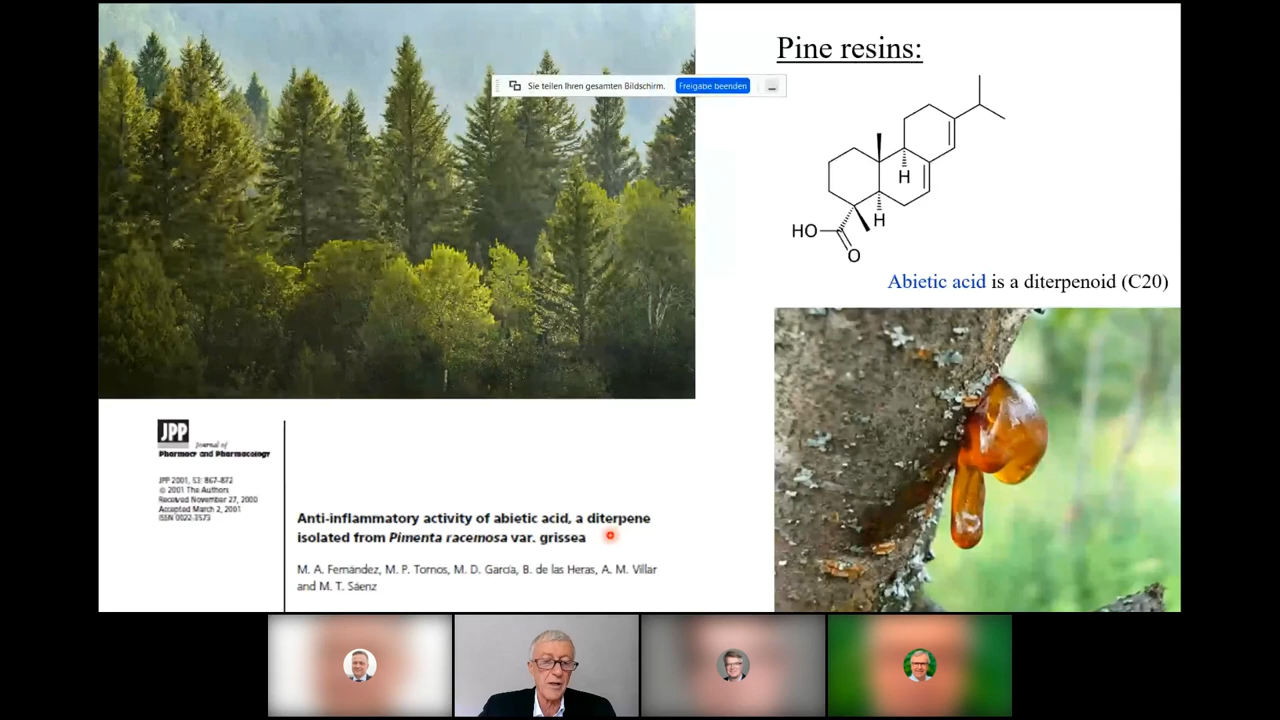 Pine resins:
Sie teilen Ihren gesamten Bildschirm.
Freigabe beenden
H
H
HO
O
Abietic acid is a diterpenoid (C20)
JPP
Journal of
Pharmacy and Pharmacology
JPP 2001, 53: 867–872
© 2001 The Authors
Received November 27, 2000
Accepted March 2, 2001
ISSN 0022-3573
Anti-inflammatory activity of abietic acid, a diterpene
isolated from Pimenta racemosa var. grissea
M. A. Fernández, M. P. Tornos, M. D. García, B. de las Heras, A. M. Villar
and M. T. Sáenz